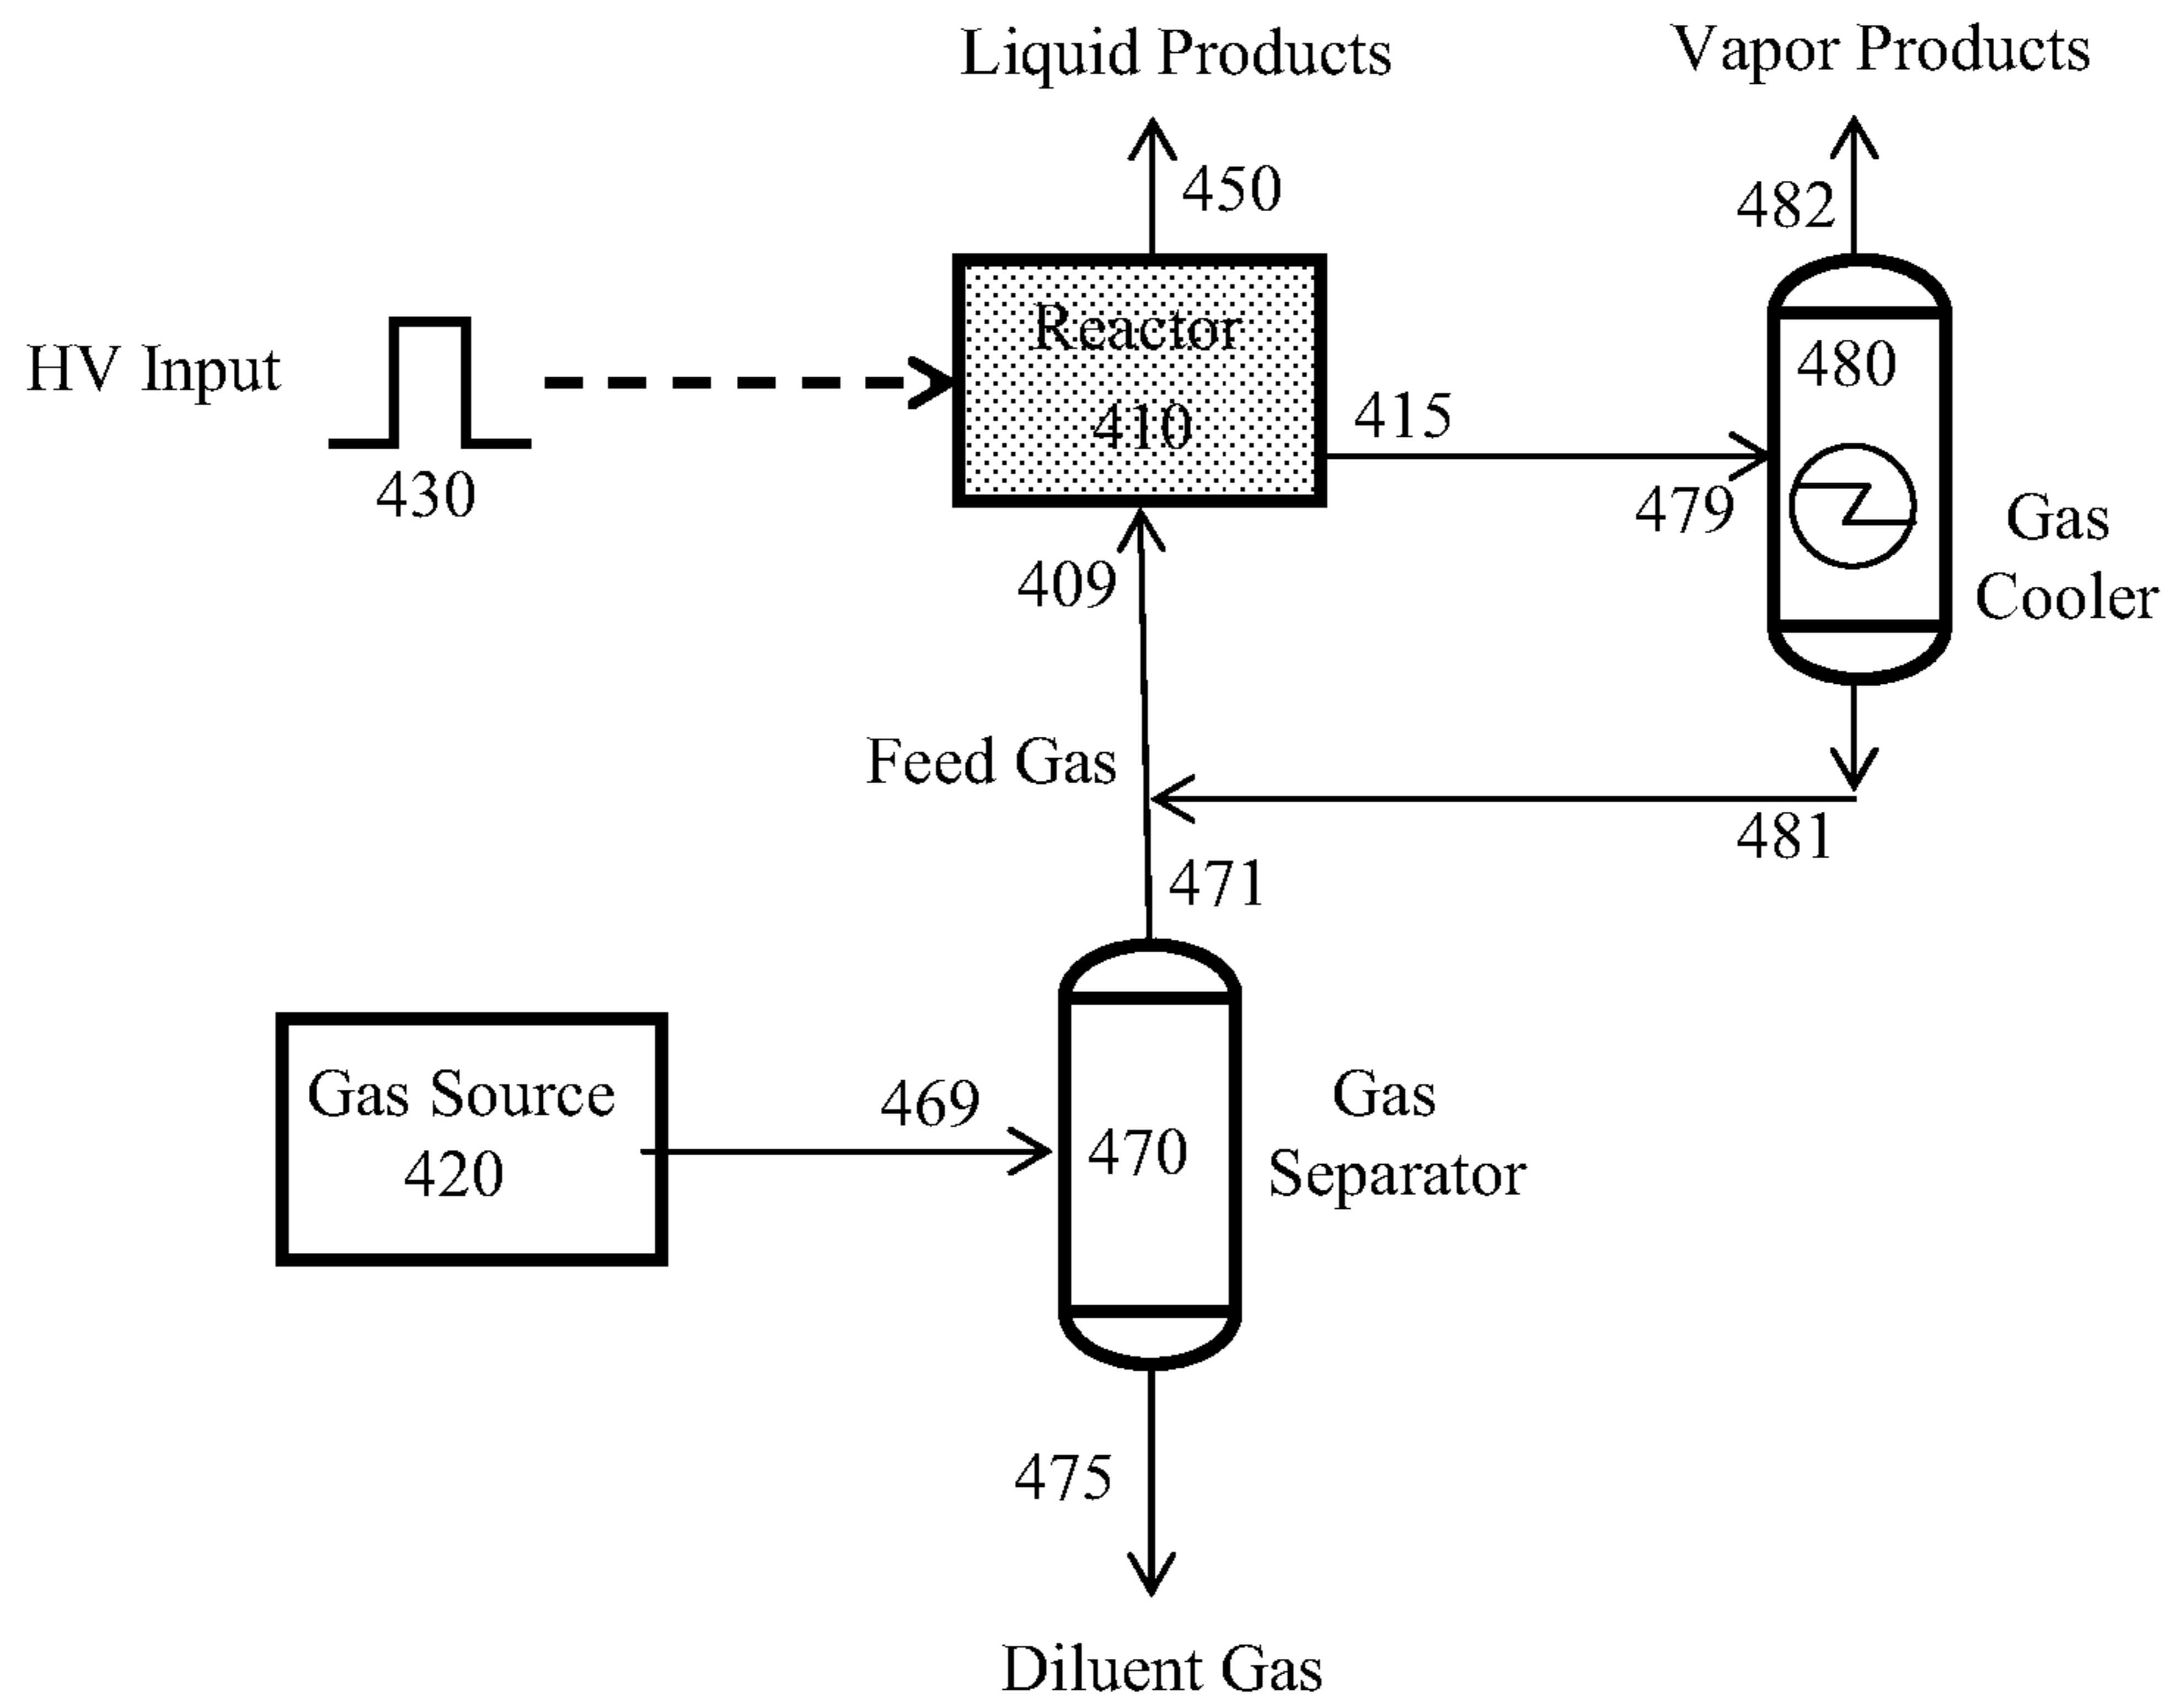 Liquid Products
Vapor Products
450
482
HV Input
430
Reactor
410
415
479
480
Gas
Cooler
409
Feed Gas
481
471
Gas Source
420
469
470
Gas
Separator
475
Diluent Gas